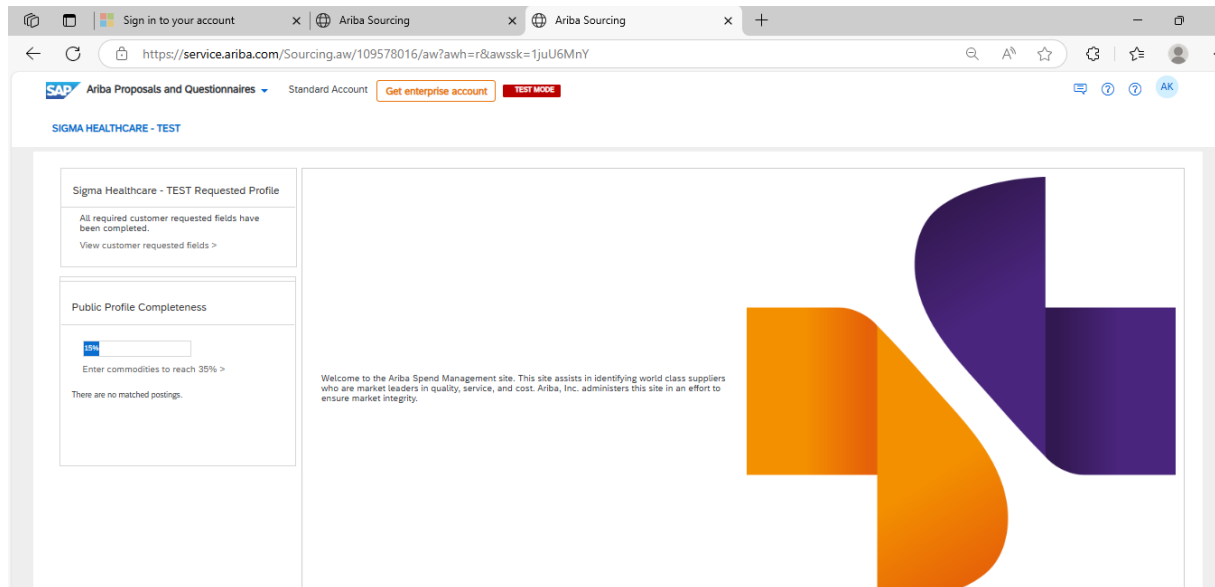 Sign in to your account
Ariba Sourcing
Ariba Sourcing
https://service.ariba.com/Sourcing.aw/109578016/aw?awh=r&awssk=1juU6MnY
SAP Ariba Proposals and Questionnaires Standard Account Get enterprise account TEST MODE AK
SIGMA HEALTHCARE - TEST
Sigma Healthcare - TEST Requested Profile
All required customer requested fields have
been completed.
View customer requested fields >
Public Profile Completeness
15%
Enter commodities to reach 35% >
There are no matched postings.
Welcome to the Ariba Spend Management site. This site assists in identifying world class suppliers
who are market leaders in quality, service, and cost. Ariba, Inc. administers this site in an effort to
ensure market integrity.